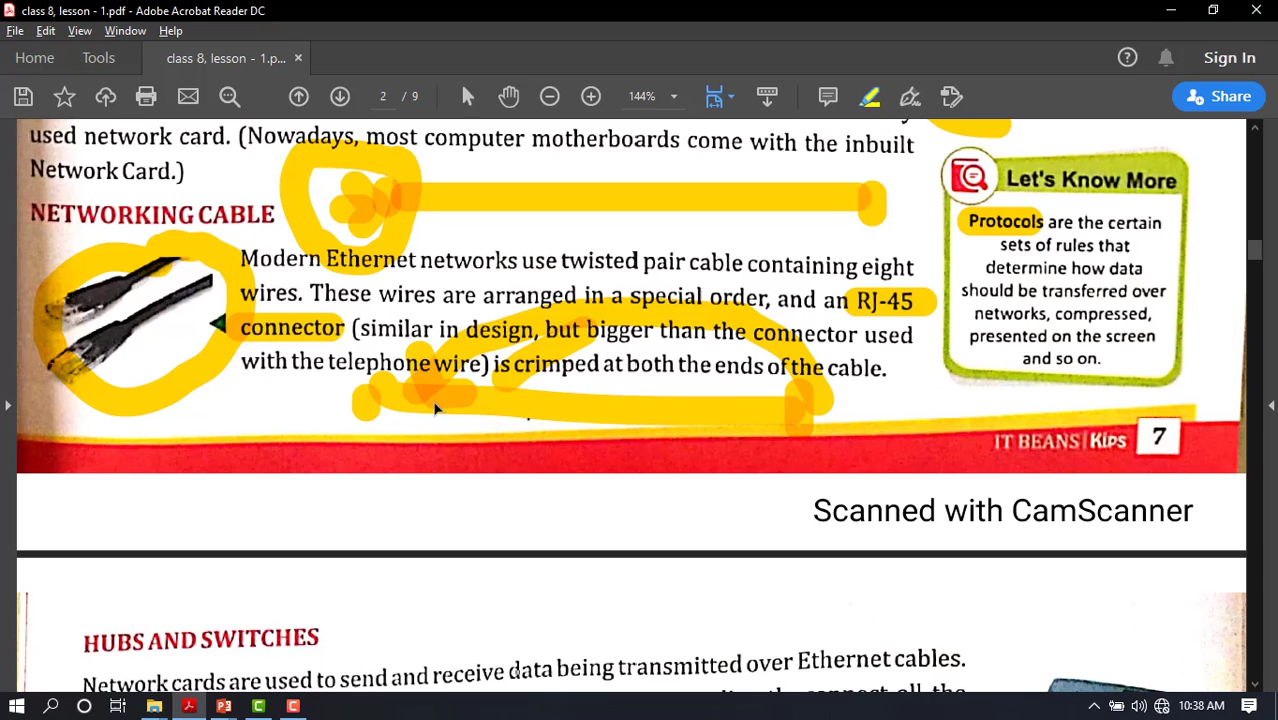 class 8, lesson - 1.pdf - Adobe Acrobat Reader DC
File Edit View Window Help
Home Tools class 8, lesson - 1.p... × Sign In
2 / 9 144% Share
used network card. (Nowadays, most computer motherboards come with the inbuilt
Network Card.)
NETWORKING CABLE
Modern Ethernet networks use twisted pair cable containing eight
wires. These wires are arranged in a special order, and an RJ-45
connector (similar in design, but bigger than the connector used
with the telephone wire) is crimped at both the ends of the cable.
Let's Know More
Protocols are the certain
sets of rules that
determine how data
should be transferred over
networks, compressed,
presented on the screen
and so on.
IT BEANS | Kips 7
Scanned with CamScanner
HUBS AND SWITCHES
Network cards are used to send and receive data being transmitted over Ethernet cables.
10:38 AM